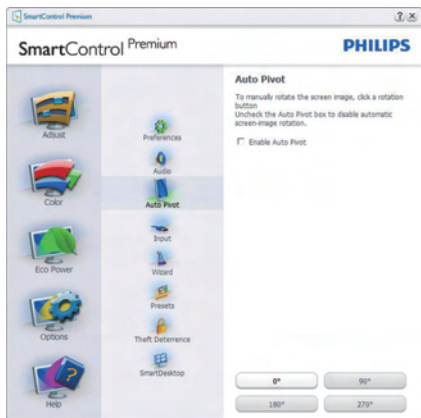 SmartControl Premium
SmartControl Premium
PHILIPS
Adjust
Color
Eco Power
Options
Help
Preferences
Audio
Auto Pivot
Input
Wizard
Presets
Theft Deterrence
SmartDesktop
Auto Pivot
To manually rotate the screen image, click a rotation
button
Uncheck the Auto Pivot box to disable automatic
screen-image rotation.
Enable Auto Pivot
0°
90°
180°
270°